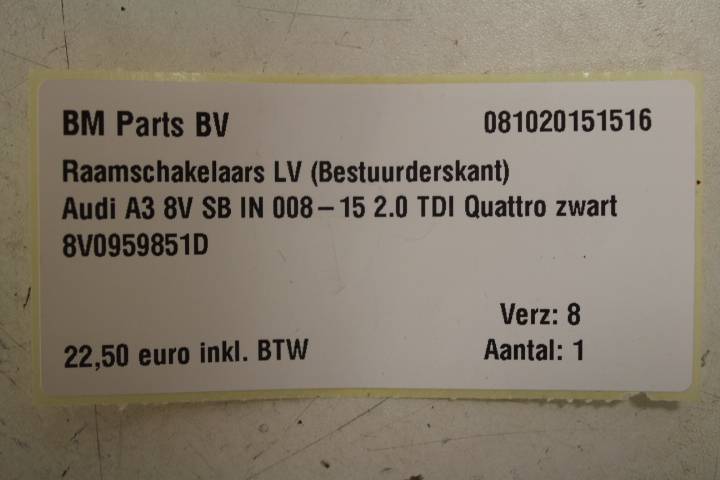 BM Parts BV 081020151516
Raamschakelaars LV (Bestuurderskant)
Audi A3 8V SB IN 008-15 2.0 TDI Quattro zwart
8V0959851D
Verz: 8
22,50 euro inkl. BTW Aantal: 1